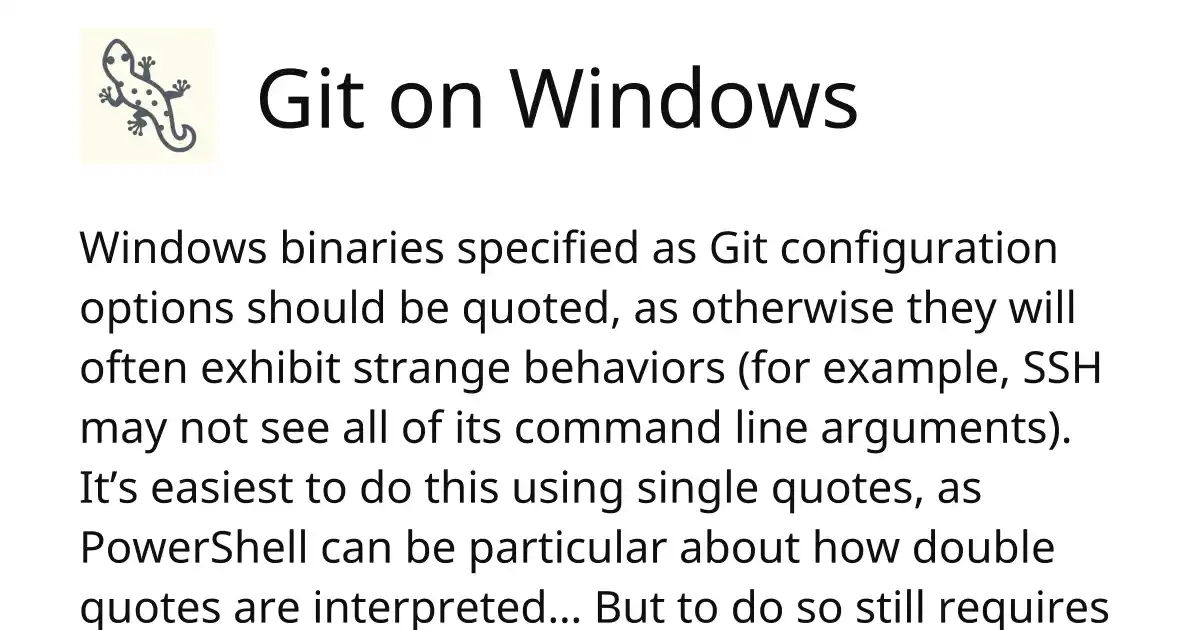 Git on Windows
Windows binaries specified as Git configuration
options should be quoted, as otherwise they will
often exhibit strange behaviors (for example, SSH
may not see all of its command line arguments).
It’s easiest to do this using single quotes, as
PowerShell can be particular about how double
quotes are interpreted… But to do so still requires